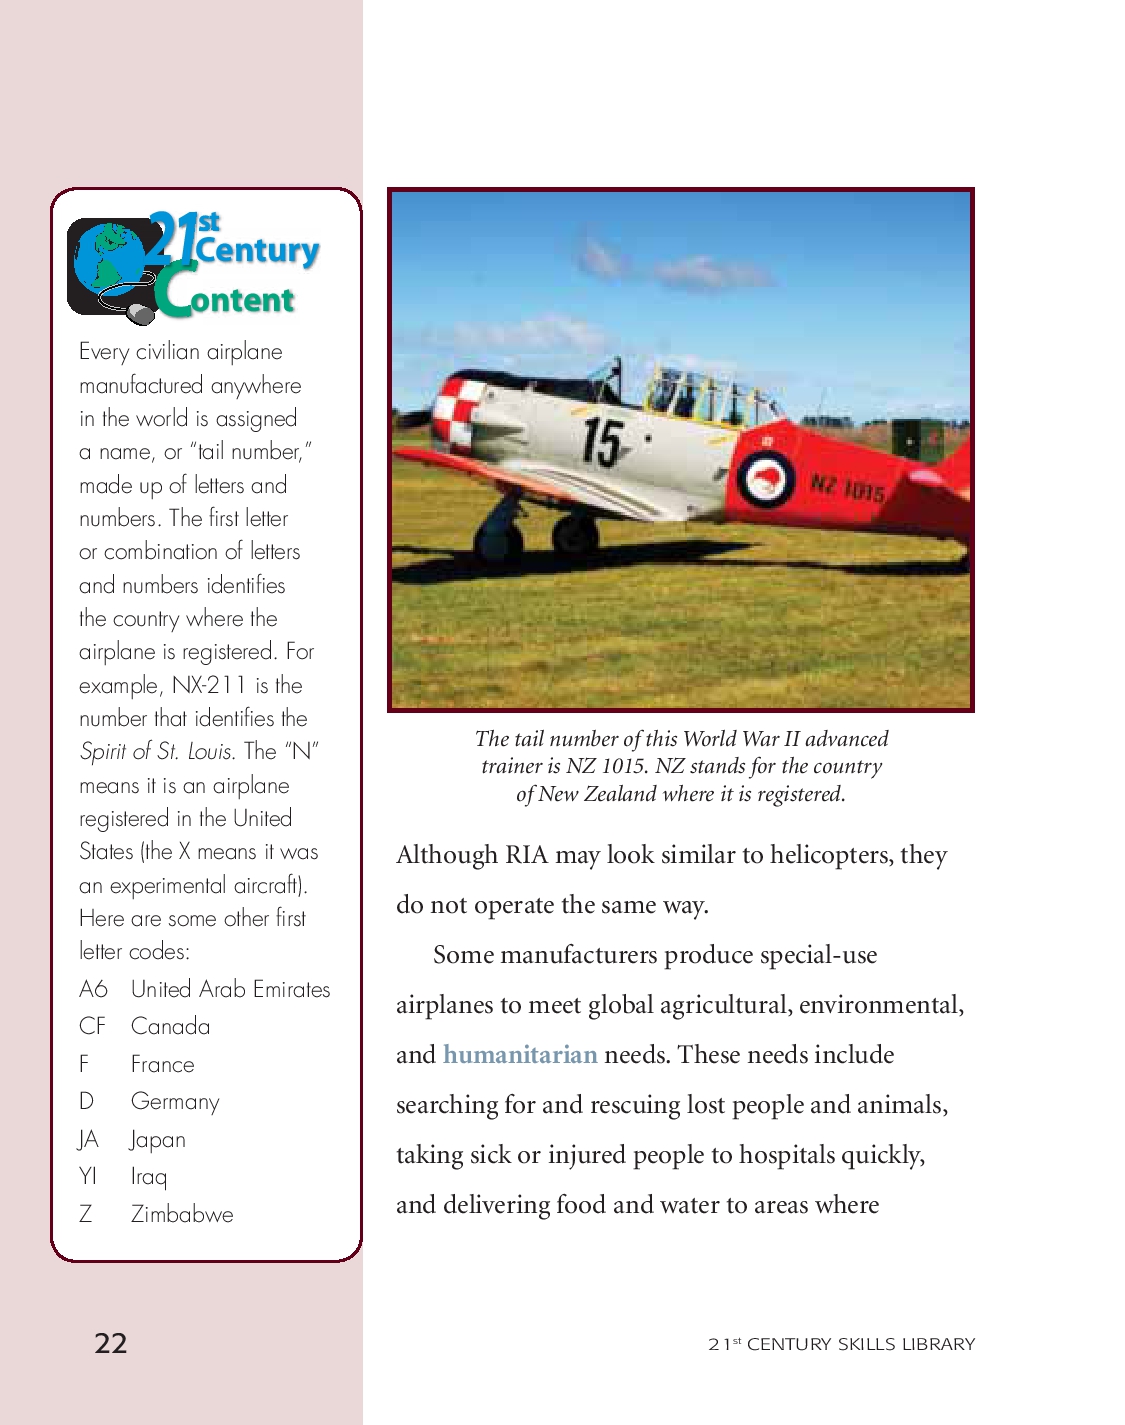 21st
Century
Content
Every civilian airplane
manufactured anywhere
in the world is assigned
a name, or “tail number,”
made up of letters and
numbers. The first letter
or combination of letters
and numbers identifies
the country where the
airplane is registered. For
example, NX-211 is the
number that identifies the
Spirit of St. Louis. The “N”
means it is an airplane
registered in the United
States (the X means it was
an experimental aircraft).
Here are some other first
letter codes:
A6 United Arab Emirates
CF Canada
F France
D Germany
JA Japan
YI Iraq
Z Zimbabwe
15
NZ 1015
The tail number of this World War II advanced
trainer is NZ 1015. NZ stands for the country
of New Zealand where it is registered.
Although RIA may look similar to helicopters, they
do not operate the same way.
Some manufacturers produce special-use
airplanes to meet global agricultural, environmental,
and humanitarian needs. These needs include
searching for and rescuing lost people and animals,
taking sick or injured people to hospitals quickly,
and delivering food and water to areas where
22
21st CENTURY SKILLS LIBRARY